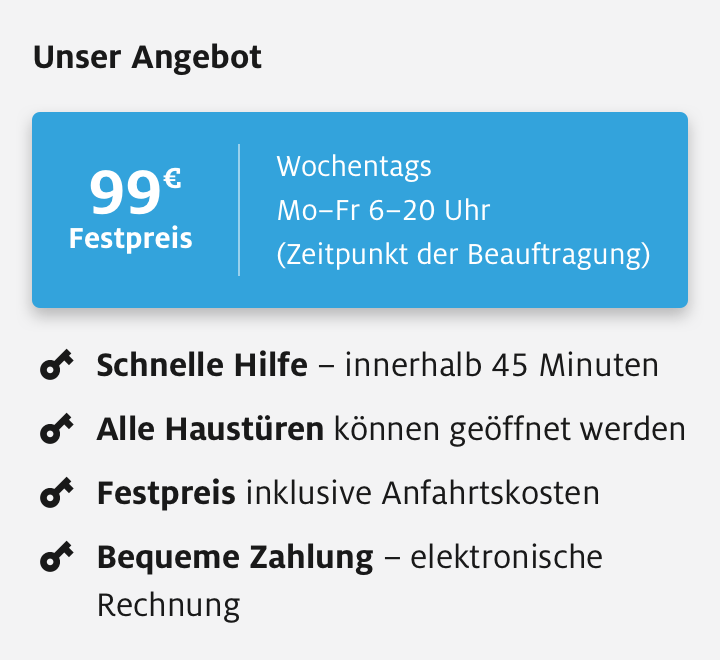 Unser Angebot
99€
Festpreis
Wochentags
Mo–Fr 6–20 Uhr
(Zeitpunkt der Beauftragung)
Schnelle Hilfe – innerhalb 45 Minuten
Alle Haustüren können geöffnet werden
Festpreis inklusive Anfahrtskosten
Bequeme Zahlung – elektronische
Rechnung